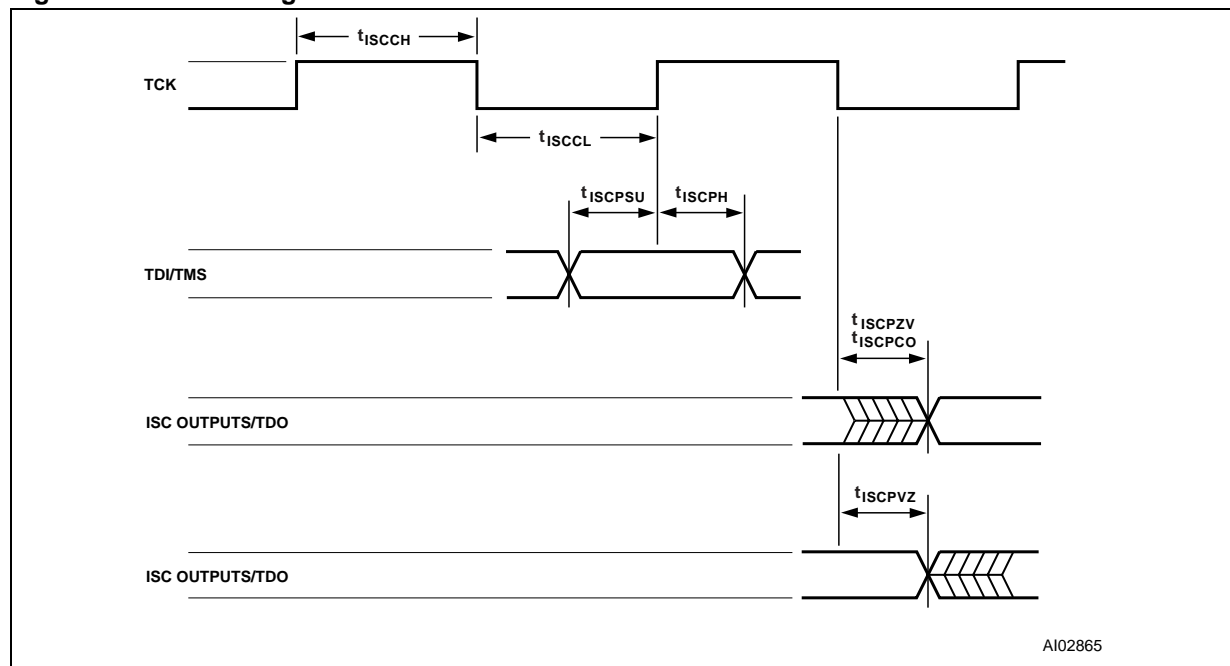 tISCCH
TCK
tISCCL
tISCPSU
tISCPH
TDI/TMS
tISCPZV
tISCPCO
ISC OUTPUTS/TDO
tISCPVZ
ISC OUTPUTS/TDO
AI02865